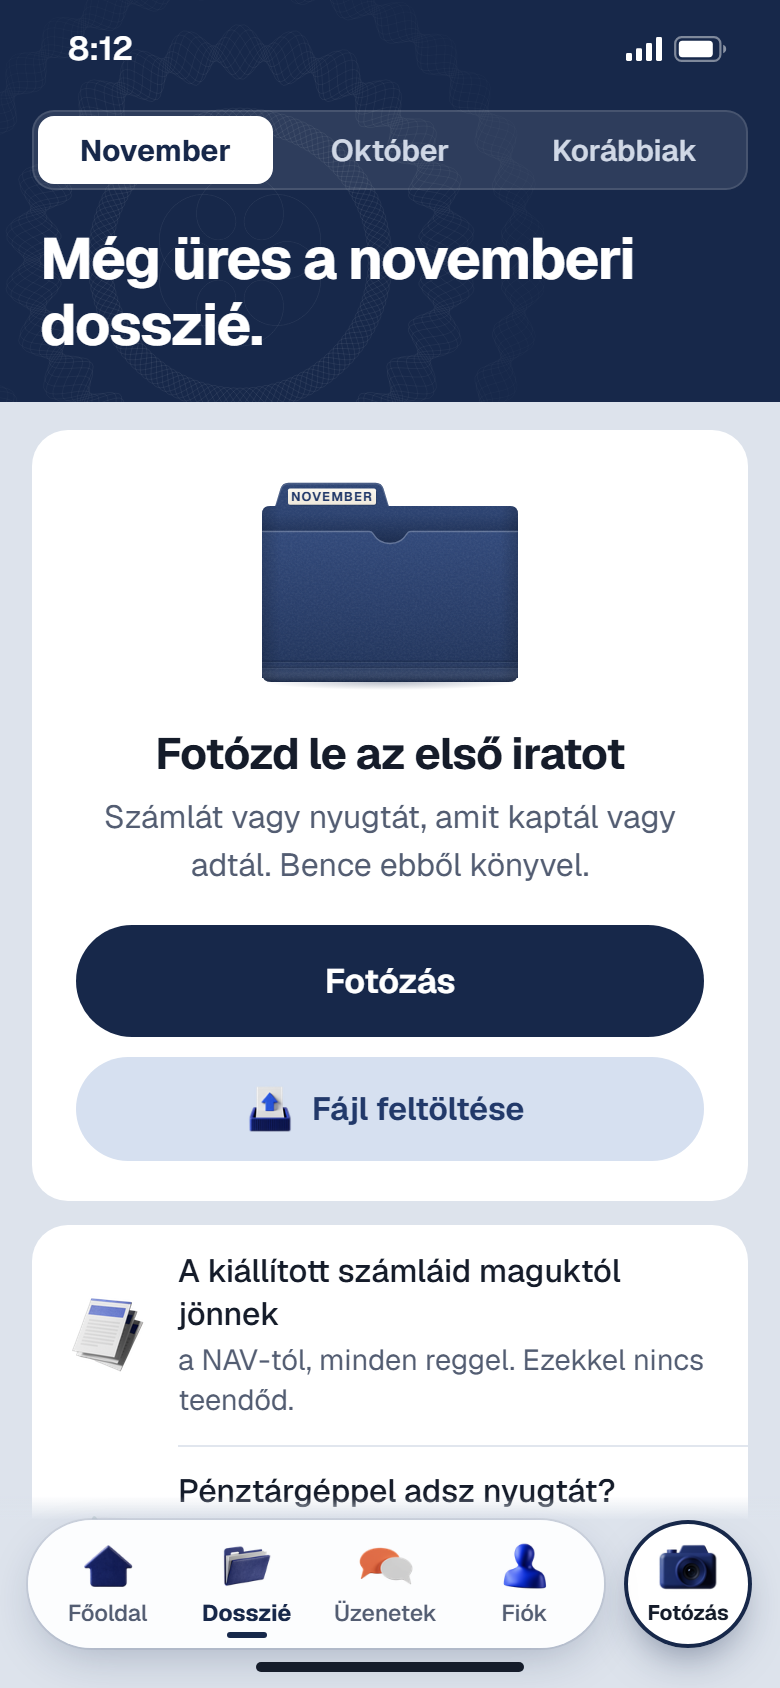 8:12
November
Október
Korábbiak
Még üres a novemberi
dosszié.
NOVEMBER
Fotózd le az első iratot
Számlát vagy nyugtát, amit kaptál vagy
adtál. Bence ebből könyvel.
Fotózás
Fájl feltöltése
A kiállított számláid maguktól
jönnek
a NAV-tól, minden reggel. Ezekkel nincs
teendőd.
Pénztárgéppel adsz nyugtát?
Főoldal
Dosszié
Üzenetek
Fiók
Fotózás